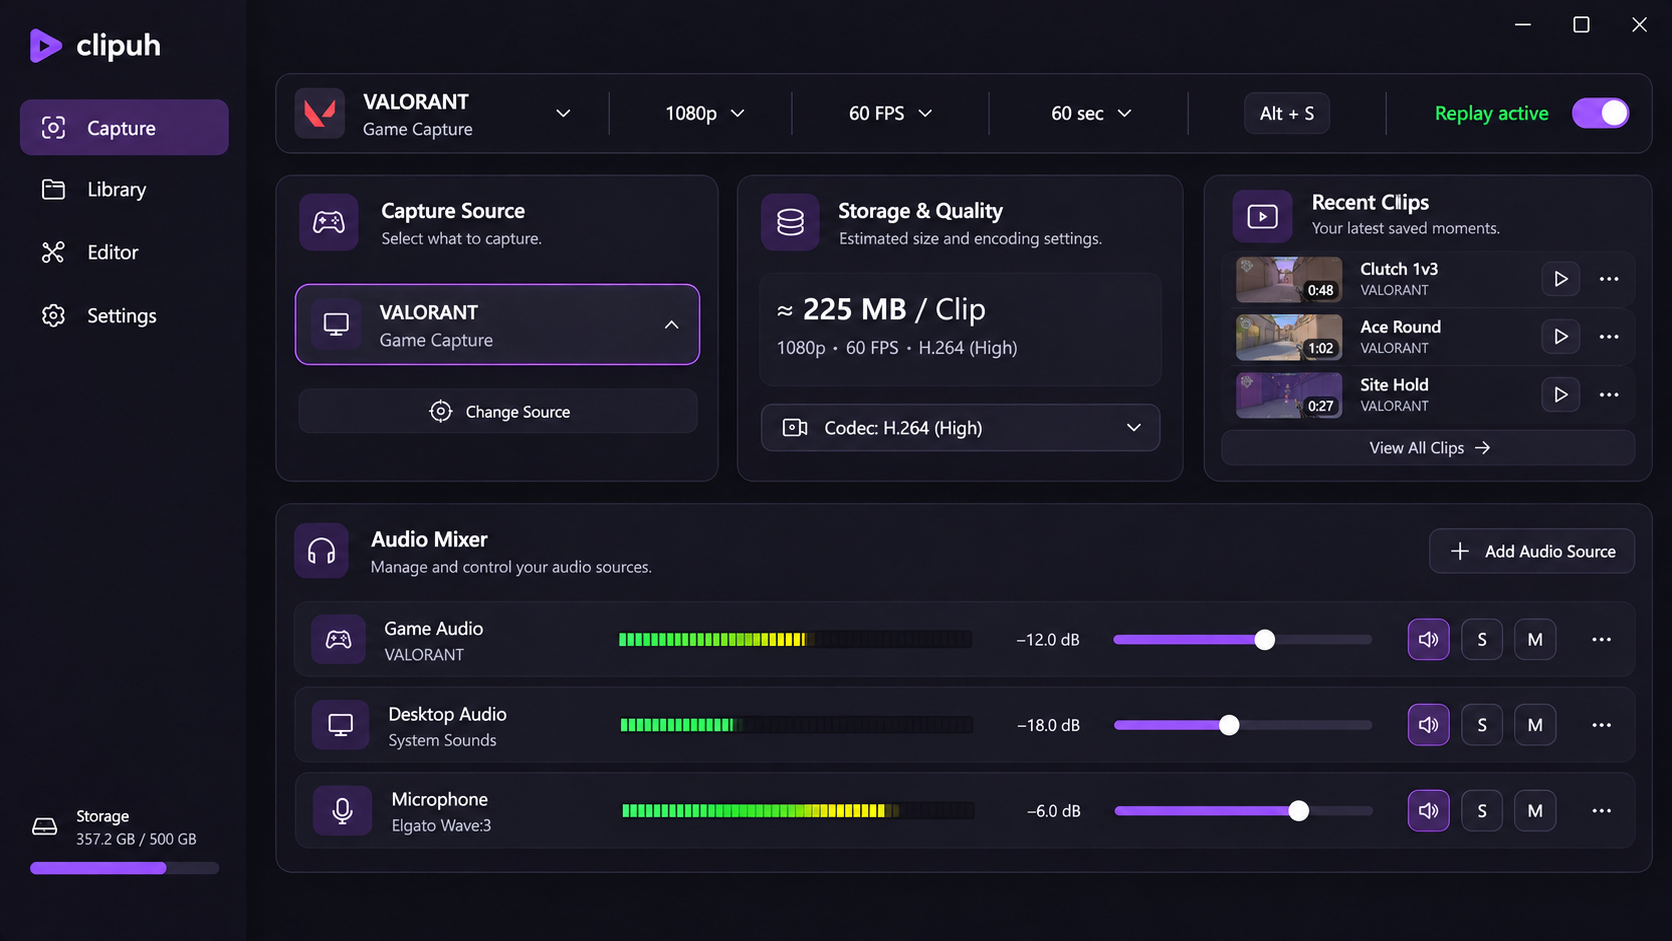 clipuh
Capture
Library
Editor
Settings
Storage
357.2 GB / 500 GB
VALORANT
Game Capture
1080p
60 FPS
60 sec
Alt + S
Replay active
Capture Source
Select what to capture.
VALORANT
Game Capture
Change Source
Storage & Quality
Estimated size and encoding settings.
≈ 225 MB / Clip
1080p • 60 FPS • H.264 (High)
Codec: H.264 (High)
Recent Clips
Your latest saved moments.
0:48
Clutch 1v3
VALORANT
1:02
Ace Round
VALORANT
0:27
Site Hold
VALORANT
View All Clips →
Audio Mixer
Manage and control your audio sources.
+ Add Audio Source
Game Audio
VALORANT
−12.0 dB
S
M
Desktop Audio
System Sounds
−18.0 dB
S
M
Microphone
Elgato Wave:3
−6.0 dB
S
M